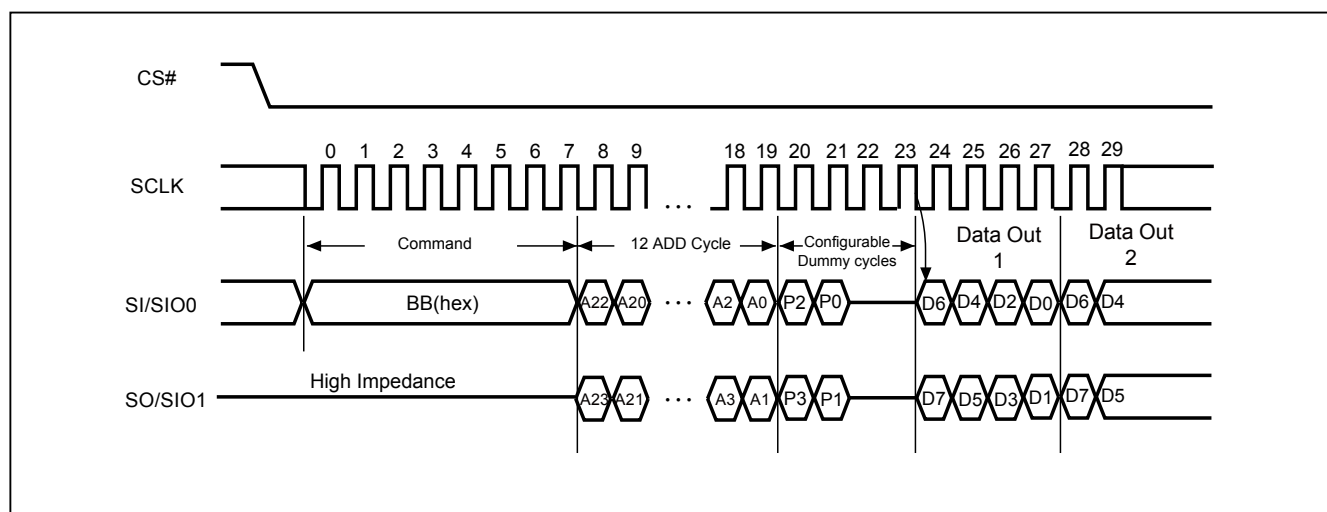 CS#
0 1 2 3 4 5 6 7 8 9 18 19 20 21 22 23 24 25 26 27 28 29
SCLK
...
Command 12 ADD Cycle Configurable Dummy cycles Data Out 1 Data Out 2
SI/SIO0 BB(hex) A22 A20 ... A2 A0 P2 P0 D6 D4 D2 D0 D6 D4
High Impedance
SO/SIO1 A23 A21 ... A3 A1 P3 P1 D7 D5 D3 D1 D7 D5